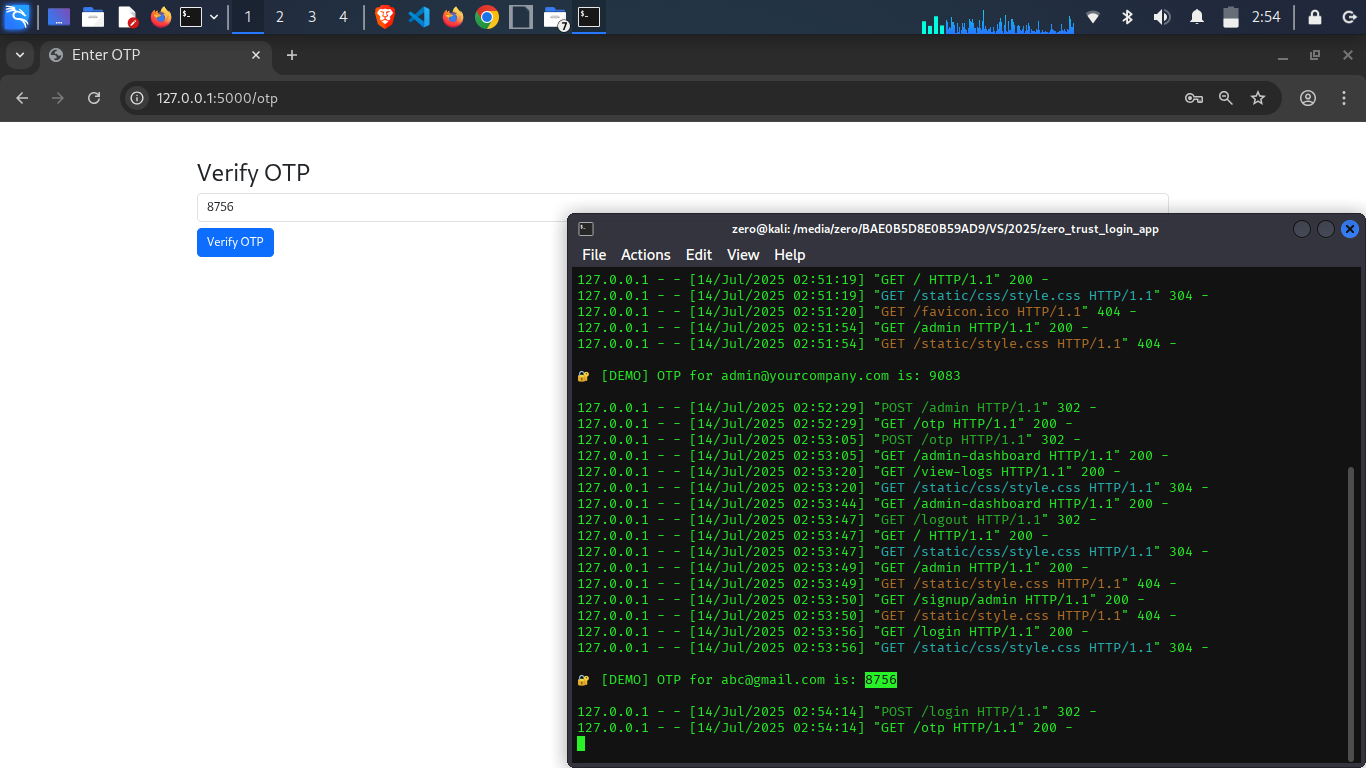 1 2 3 4 7 2:54
Enter OTP
127.0.0.1:5000/otp
Verify OTP
8756
Verify OTP
zero@kali: /media/zero/BAE0B5D8E0B59AD9/VS/2025/zero_trust_login_app
File Actions Edit View Help
127.0.0.1 - - [14/Jul/2025 02:51:19] "GET / HTTP/1.1" 200 -
127.0.0.1 - - [14/Jul/2025 02:51:19] "GET /static/css/style.css HTTP/1.1" 304 -
127.0.0.1 - - [14/Jul/2025 02:51:20] "GET /favicon.ico HTTP/1.1" 404 -
127.0.0.1 - - [14/Jul/2025 02:51:54] "GET /admin HTTP/1.1" 200 -
127.0.0.1 - - [14/Jul/2025 02:51:54] "GET /static/style.css HTTP/1.1" 404 -
🔐 [DEMO] OTP for admin@yourcompany.com is: 9083
127.0.0.1 - - [14/Jul/2025 02:52:29] "POST /admin HTTP/1.1" 302 -
127.0.0.1 - - [14/Jul/2025 02:52:29] "GET /otp HTTP/1.1" 200 -
127.0.0.1 - - [14/Jul/2025 02:53:05] "POST /otp HTTP/1.1" 302 -
127.0.0.1 - - [14/Jul/2025 02:53:05] "GET /admin-dashboard HTTP/1.1" 200 -
127.0.0.1 - - [14/Jul/2025 02:53:20] "GET /view-logs HTTP/1.1" 200 -
127.0.0.1 - - [14/Jul/2025 02:53:20] "GET /static/css/style.css HTTP/1.1" 304 -
127.0.0.1 - - [14/Jul/2025 02:53:44] "GET /admin-dashboard HTTP/1.1" 200 -
127.0.0.1 - - [14/Jul/2025 02:53:47] "GET /logout HTTP/1.1" 302 -
127.0.0.1 - - [14/Jul/2025 02:53:47] "GET / HTTP/1.1" 200 -
127.0.0.1 - - [14/Jul/2025 02:53:47] "GET /static/css/style.css HTTP/1.1" 304 -
127.0.0.1 - - [14/Jul/2025 02:53:49] "GET /admin HTTP/1.1" 200 -
127.0.0.1 - - [14/Jul/2025 02:53:49] "GET /static/style.css HTTP/1.1" 404 -
127.0.0.1 - - [14/Jul/2025 02:53:50] "GET /signup/admin HTTP/1.1" 200 -
127.0.0.1 - - [14/Jul/2025 02:53:50] "GET /static/style.css HTTP/1.1" 404 -
127.0.0.1 - - [14/Jul/2025 02:53:56] "GET /login HTTP/1.1" 200 -
127.0.0.1 - - [14/Jul/2025 02:53:56] "GET /static/css/style.css HTTP/1.1" 304 -
🔐 [DEMO] OTP for abc@gmail.com is: 8756
127.0.0.1 - - [14/Jul/2025 02:54:14] "POST /login HTTP/1.1" 302 -
127.0.0.1 - - [14/Jul/2025 02:54:14] "GET /otp HTTP/1.1" 200 -